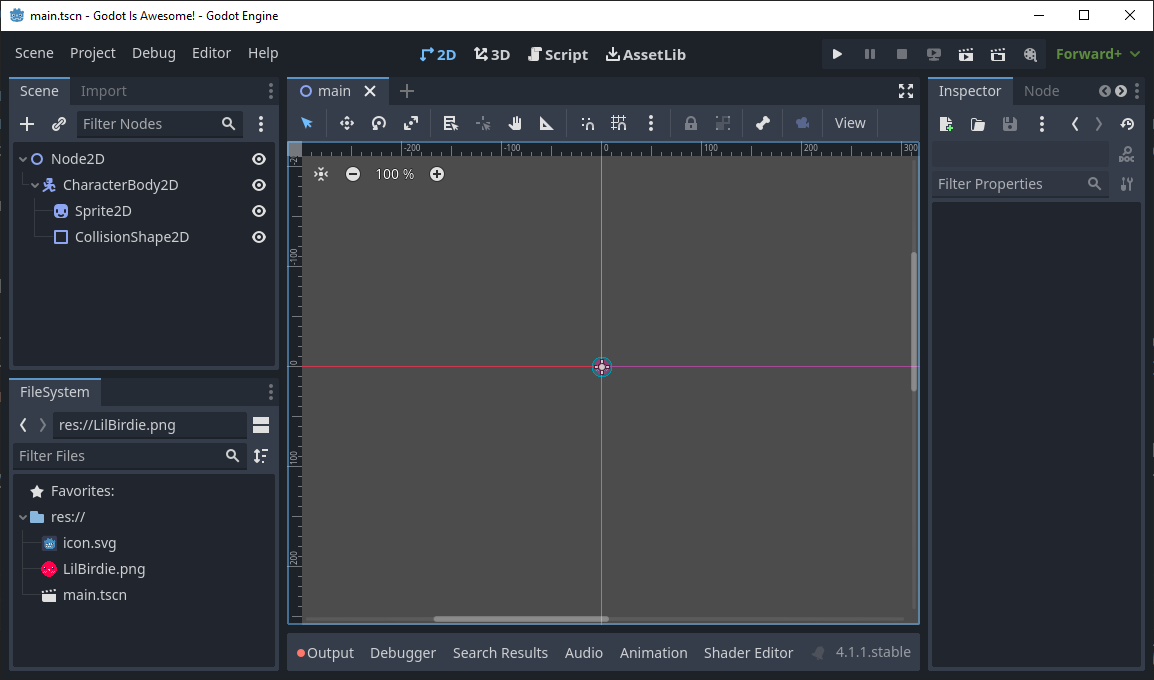 main.tscn - Godot Is Awesome! - Godot Engine
Scene Project Debug Editor Help 2D 3D Script AssetLib Forward+
Scene Import
Filter Nodes
Node2D
CharacterBody2D
Sprite2D
CollisionShape2D
FileSystem
res://LilBirdie.png
Filter Files
Favorites:
res://
icon.svg
LilBirdie.png
main.tscn
main
View
-200 -100 0 100 200 300
100 %
-100
0
100
200
Output Debugger Search Results Audio Animation Shader Editor 4.1.1.stable
Inspector Node
DOC
Filter Properties